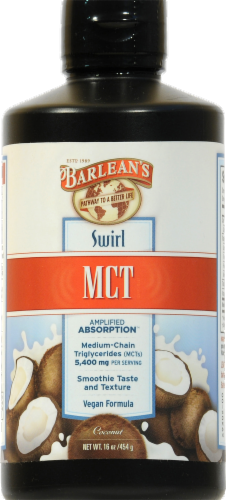 ESTD 1989
BARLEAN'S
PATHWAY TO A BETTER LIFE
Swirl
MCT
AMPLIFIED
ABSORPTION™
Medium-Chain
Triglycerides (MCTs)
5,400 mg PER SERVING
Smoothie Taste
and Texture
Vegan Formula
Coconut
NET WT. 16 oz / 454 g